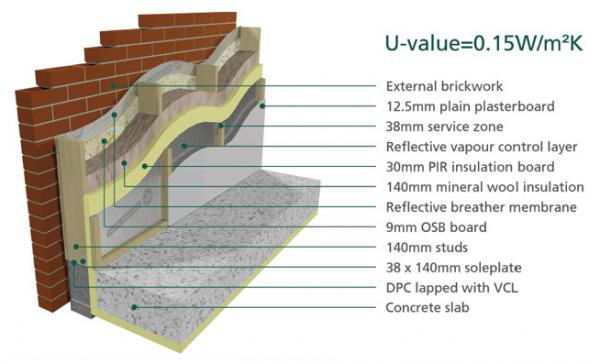 U-value=0.15W/m²K
External brickwork
12.5mm plain plasterboard
38mm service zone
Reflective vapour control layer
30mm PIR insulation board
140mm mineral wool insulation
Reflective breather membrane
9mm OSB board
140mm studs
38 x 140mm soleplate
DPC lapped with VCL
Concrete slab